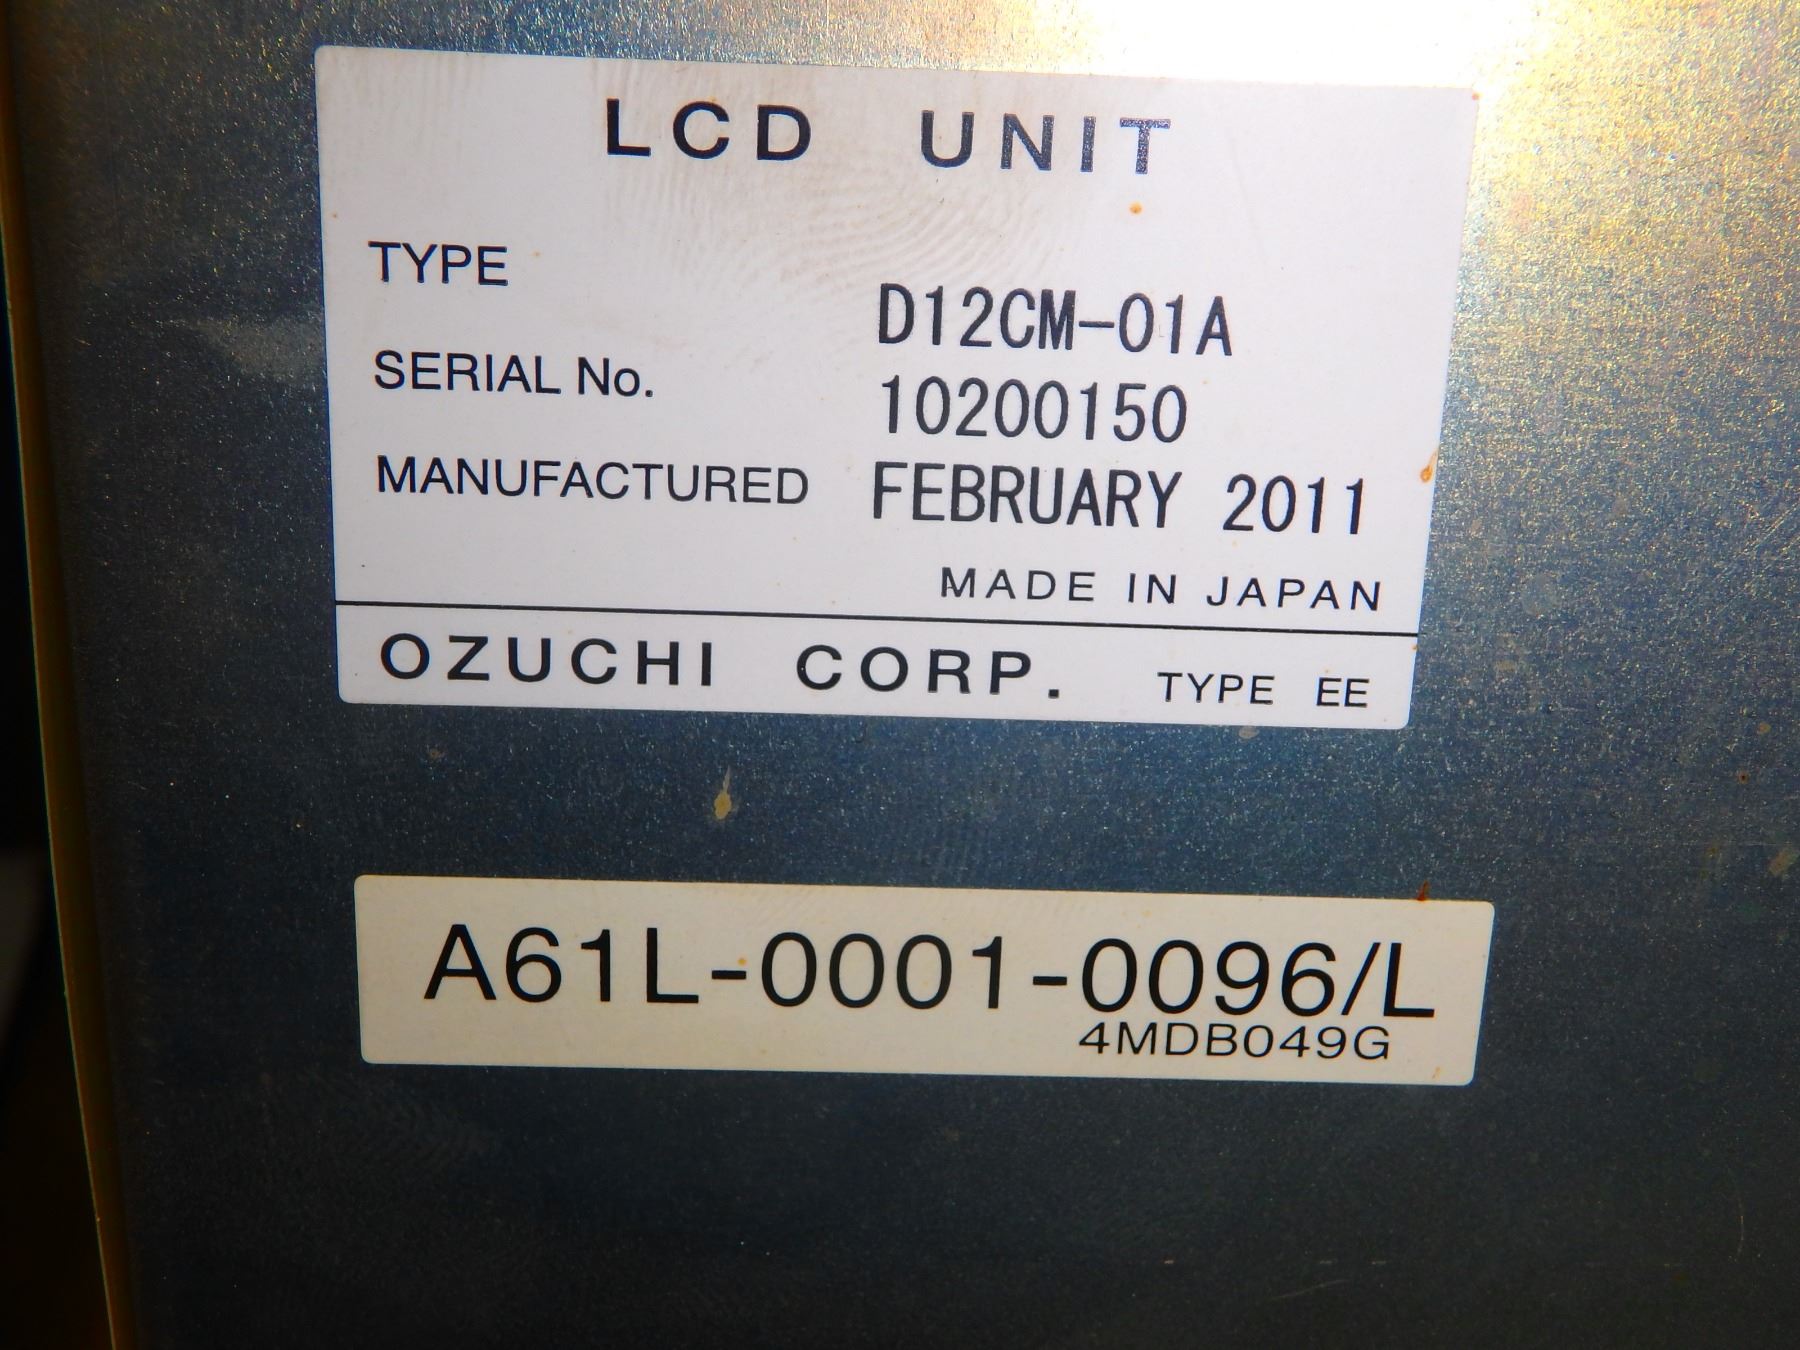 LCD UNIT
TYPE D12CM-01A
SERIAL No. 10200150
MANUFACTURED FEBRUARY 2011
MADE IN JAPAN
OZUCHI CORP. TYPE EE
A61L-0001-0096/L
4MDB049G